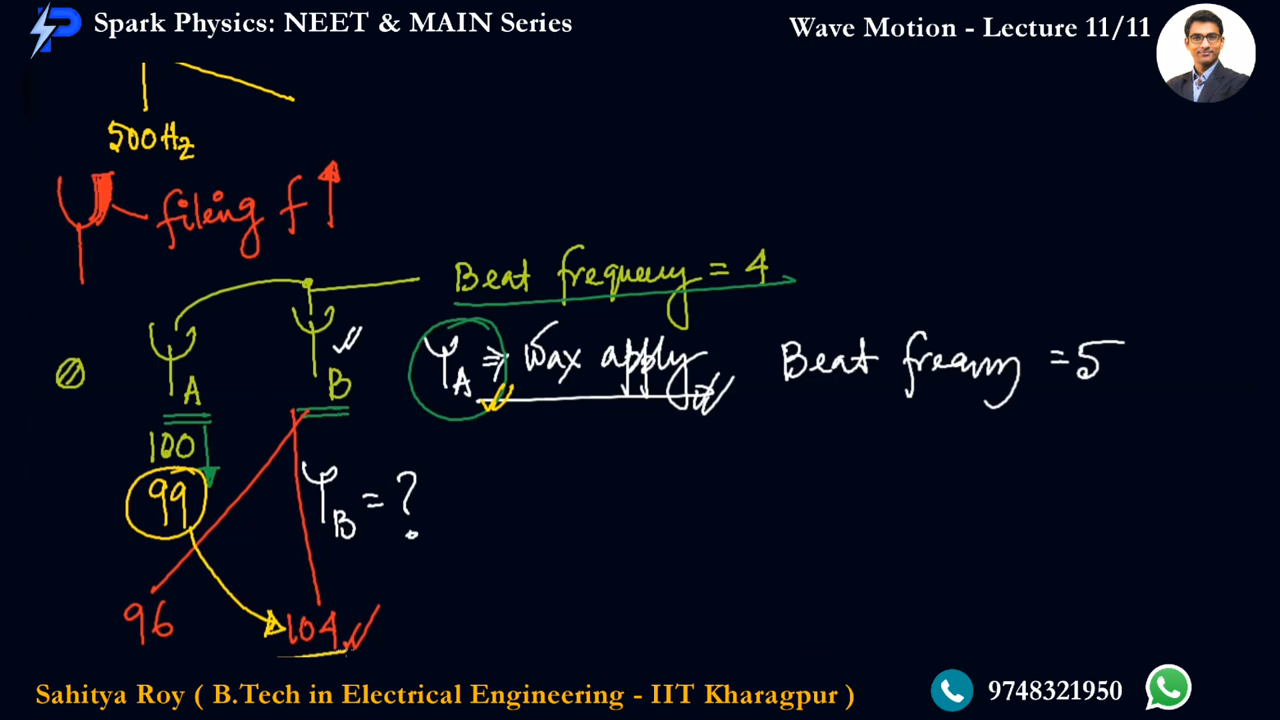 Spark Physics: NEET & MAIN Series
Wave Motion - Lecture 11/11
500Hz
filing f ↑
Beat frequency = 4
A ⇒ Wax apply
Beat freqny = 5
A
B
100
99
B = ?
96
104
Sahitya Roy ( B.Tech in Electrical Engineering - IIT Kharagpur )
9748321950